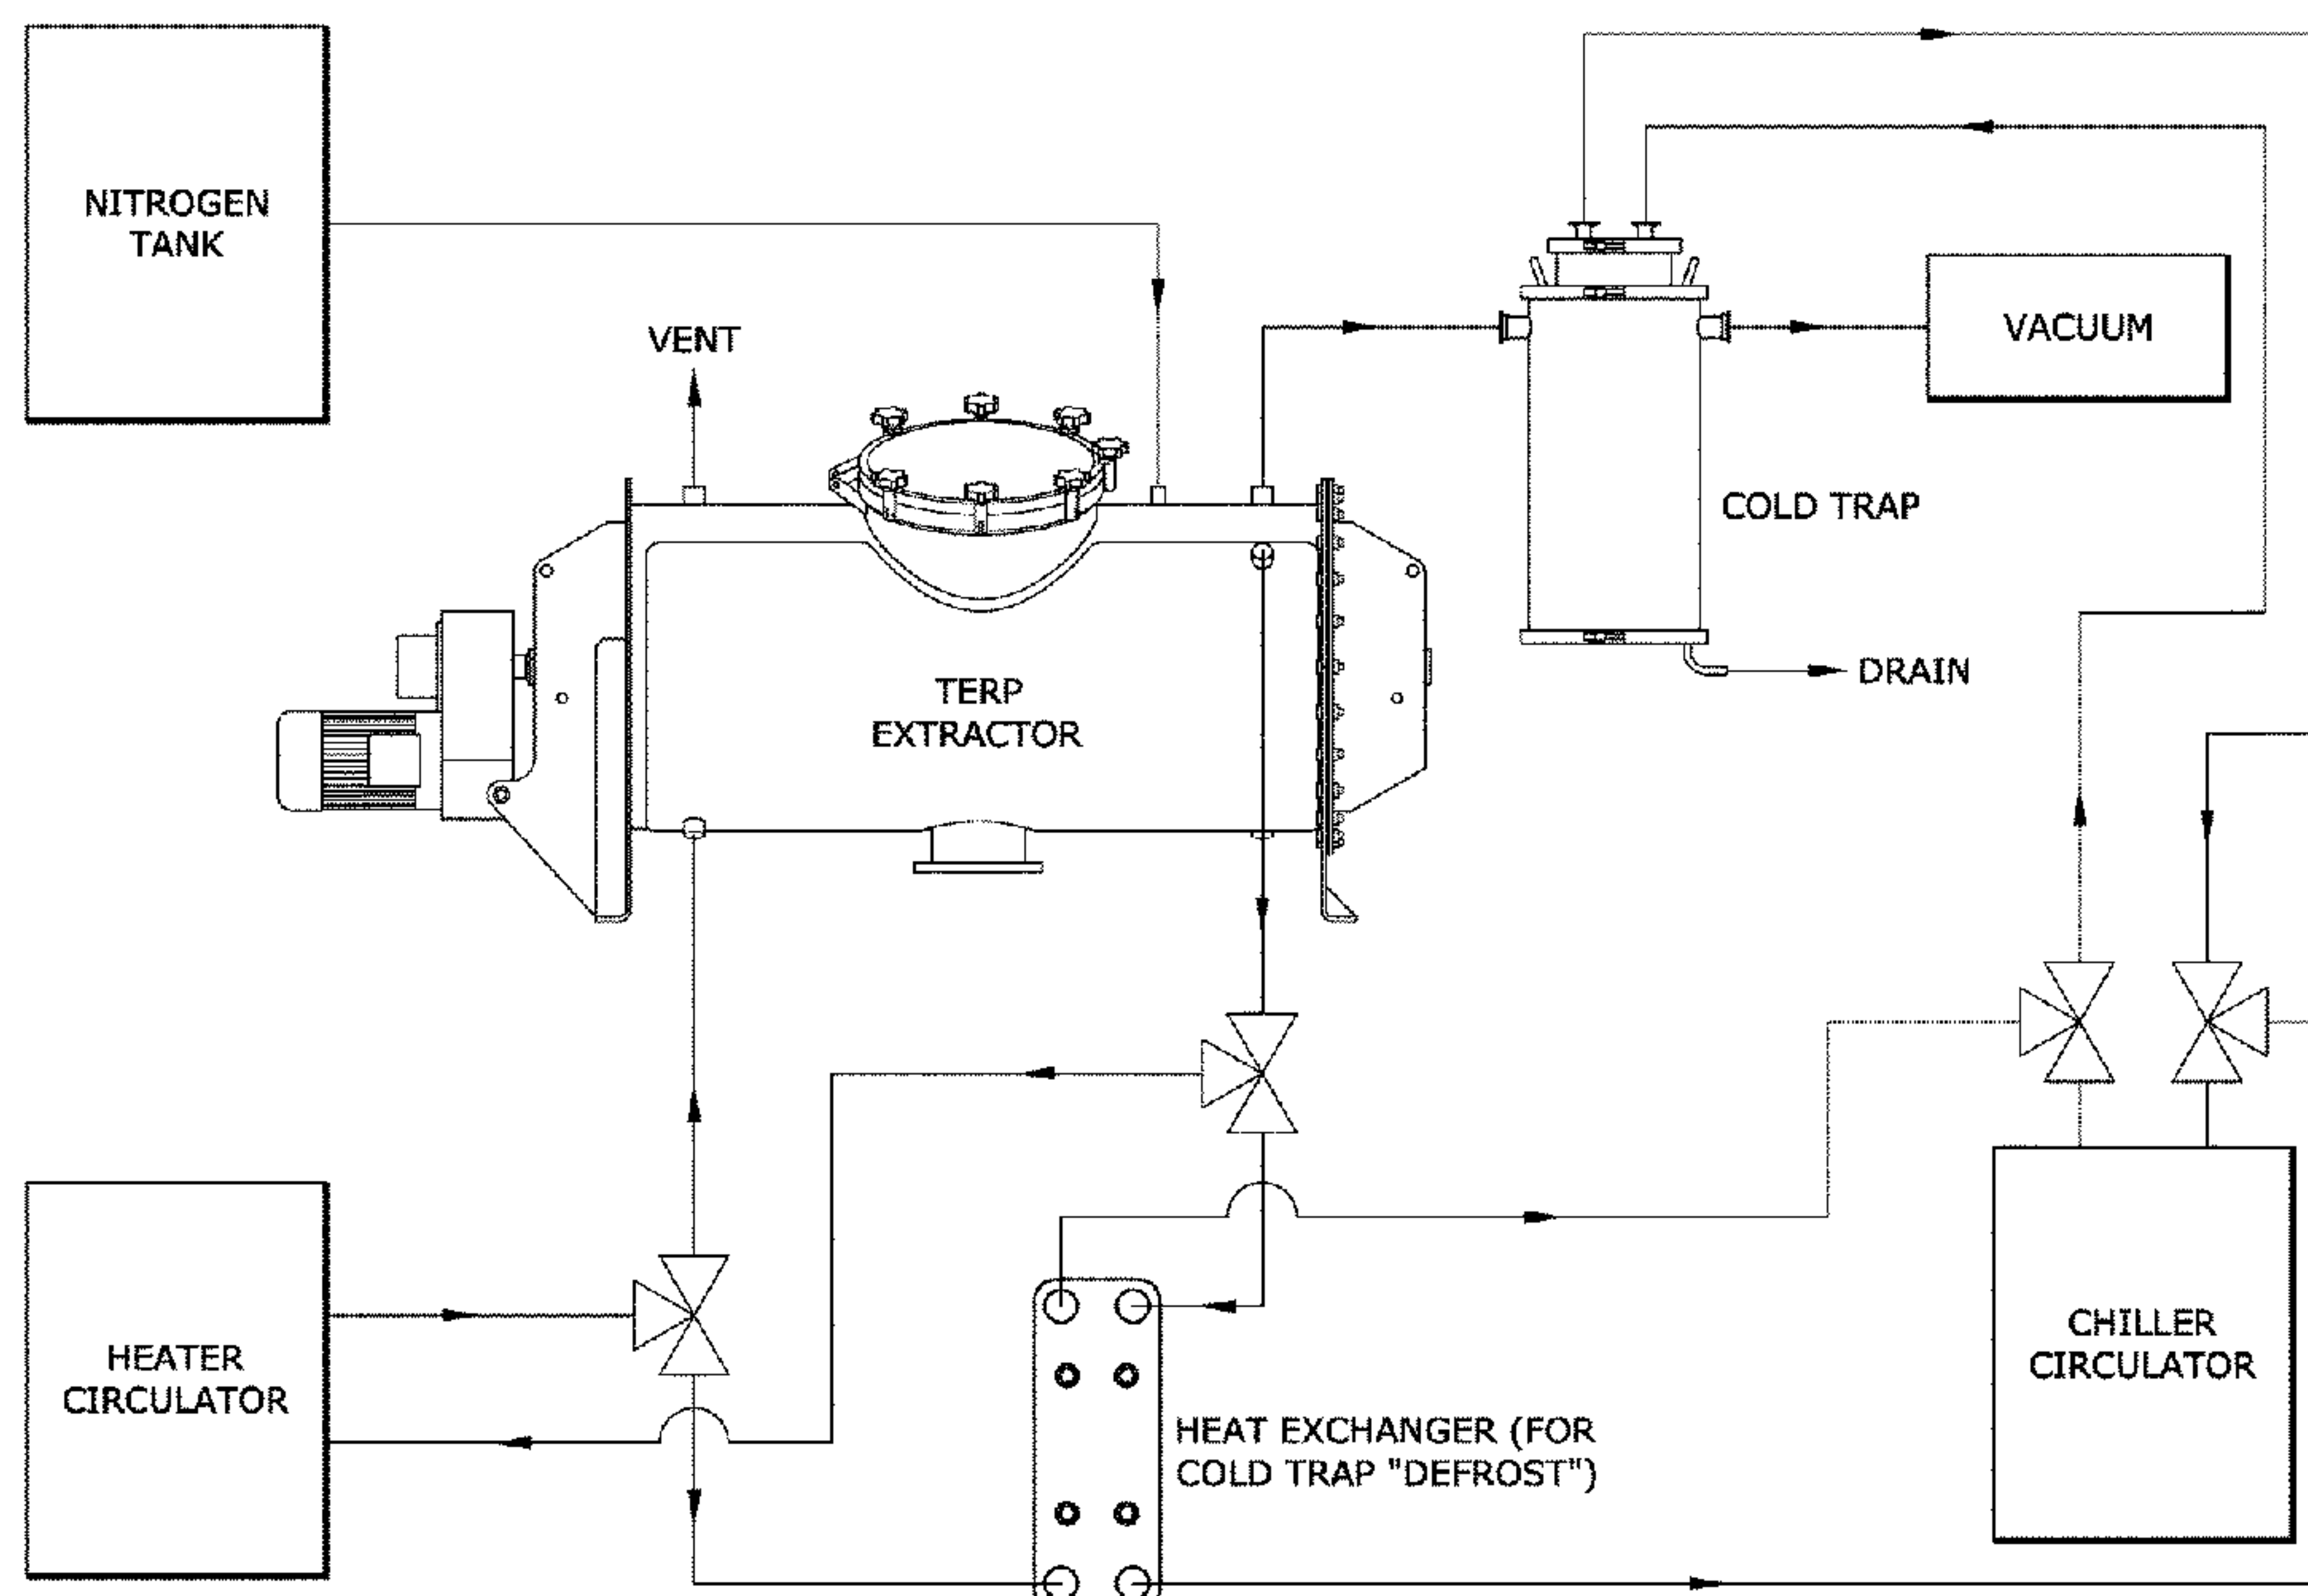 NITROGEN
TANK
VENT
VACUUM
COLD TRAP
DRAIN
TERP
EXTRACTOR
HEATER
CIRCULATOR
CHILLER
CIRCULATOR
HEAT EXCHANGER (FOR
COLD TRAP "DEFROST")